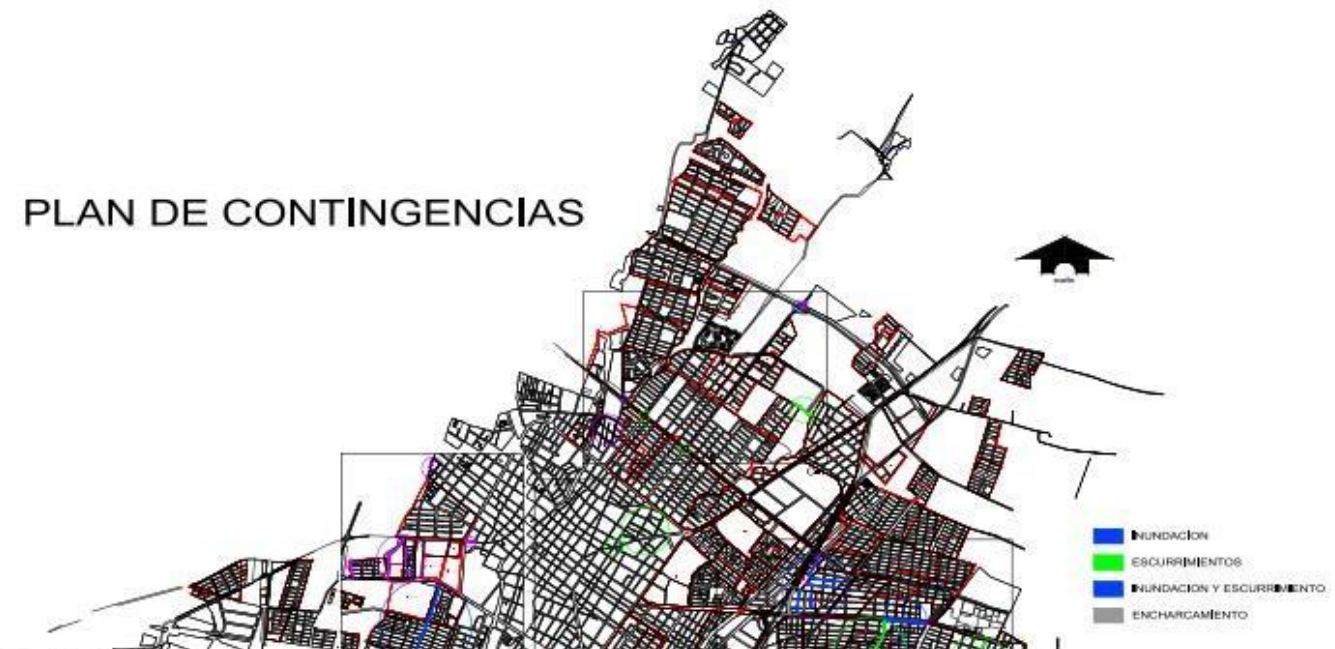 PLAN DE CONTINGENCIAS
INUNDACION
ESCURRIMIENTOS
INUNDACION Y ESCURRIMIENTO
ENCHARCAMIENTO